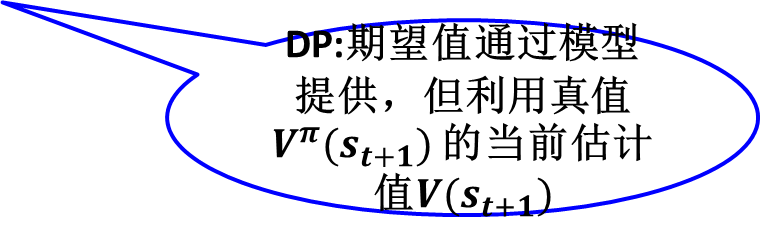 DP:期望值通过模型
提供，但利用真值
$V^{\pi}(s_{t+1})$ 的当前估计
值$V(s_{t+1})$